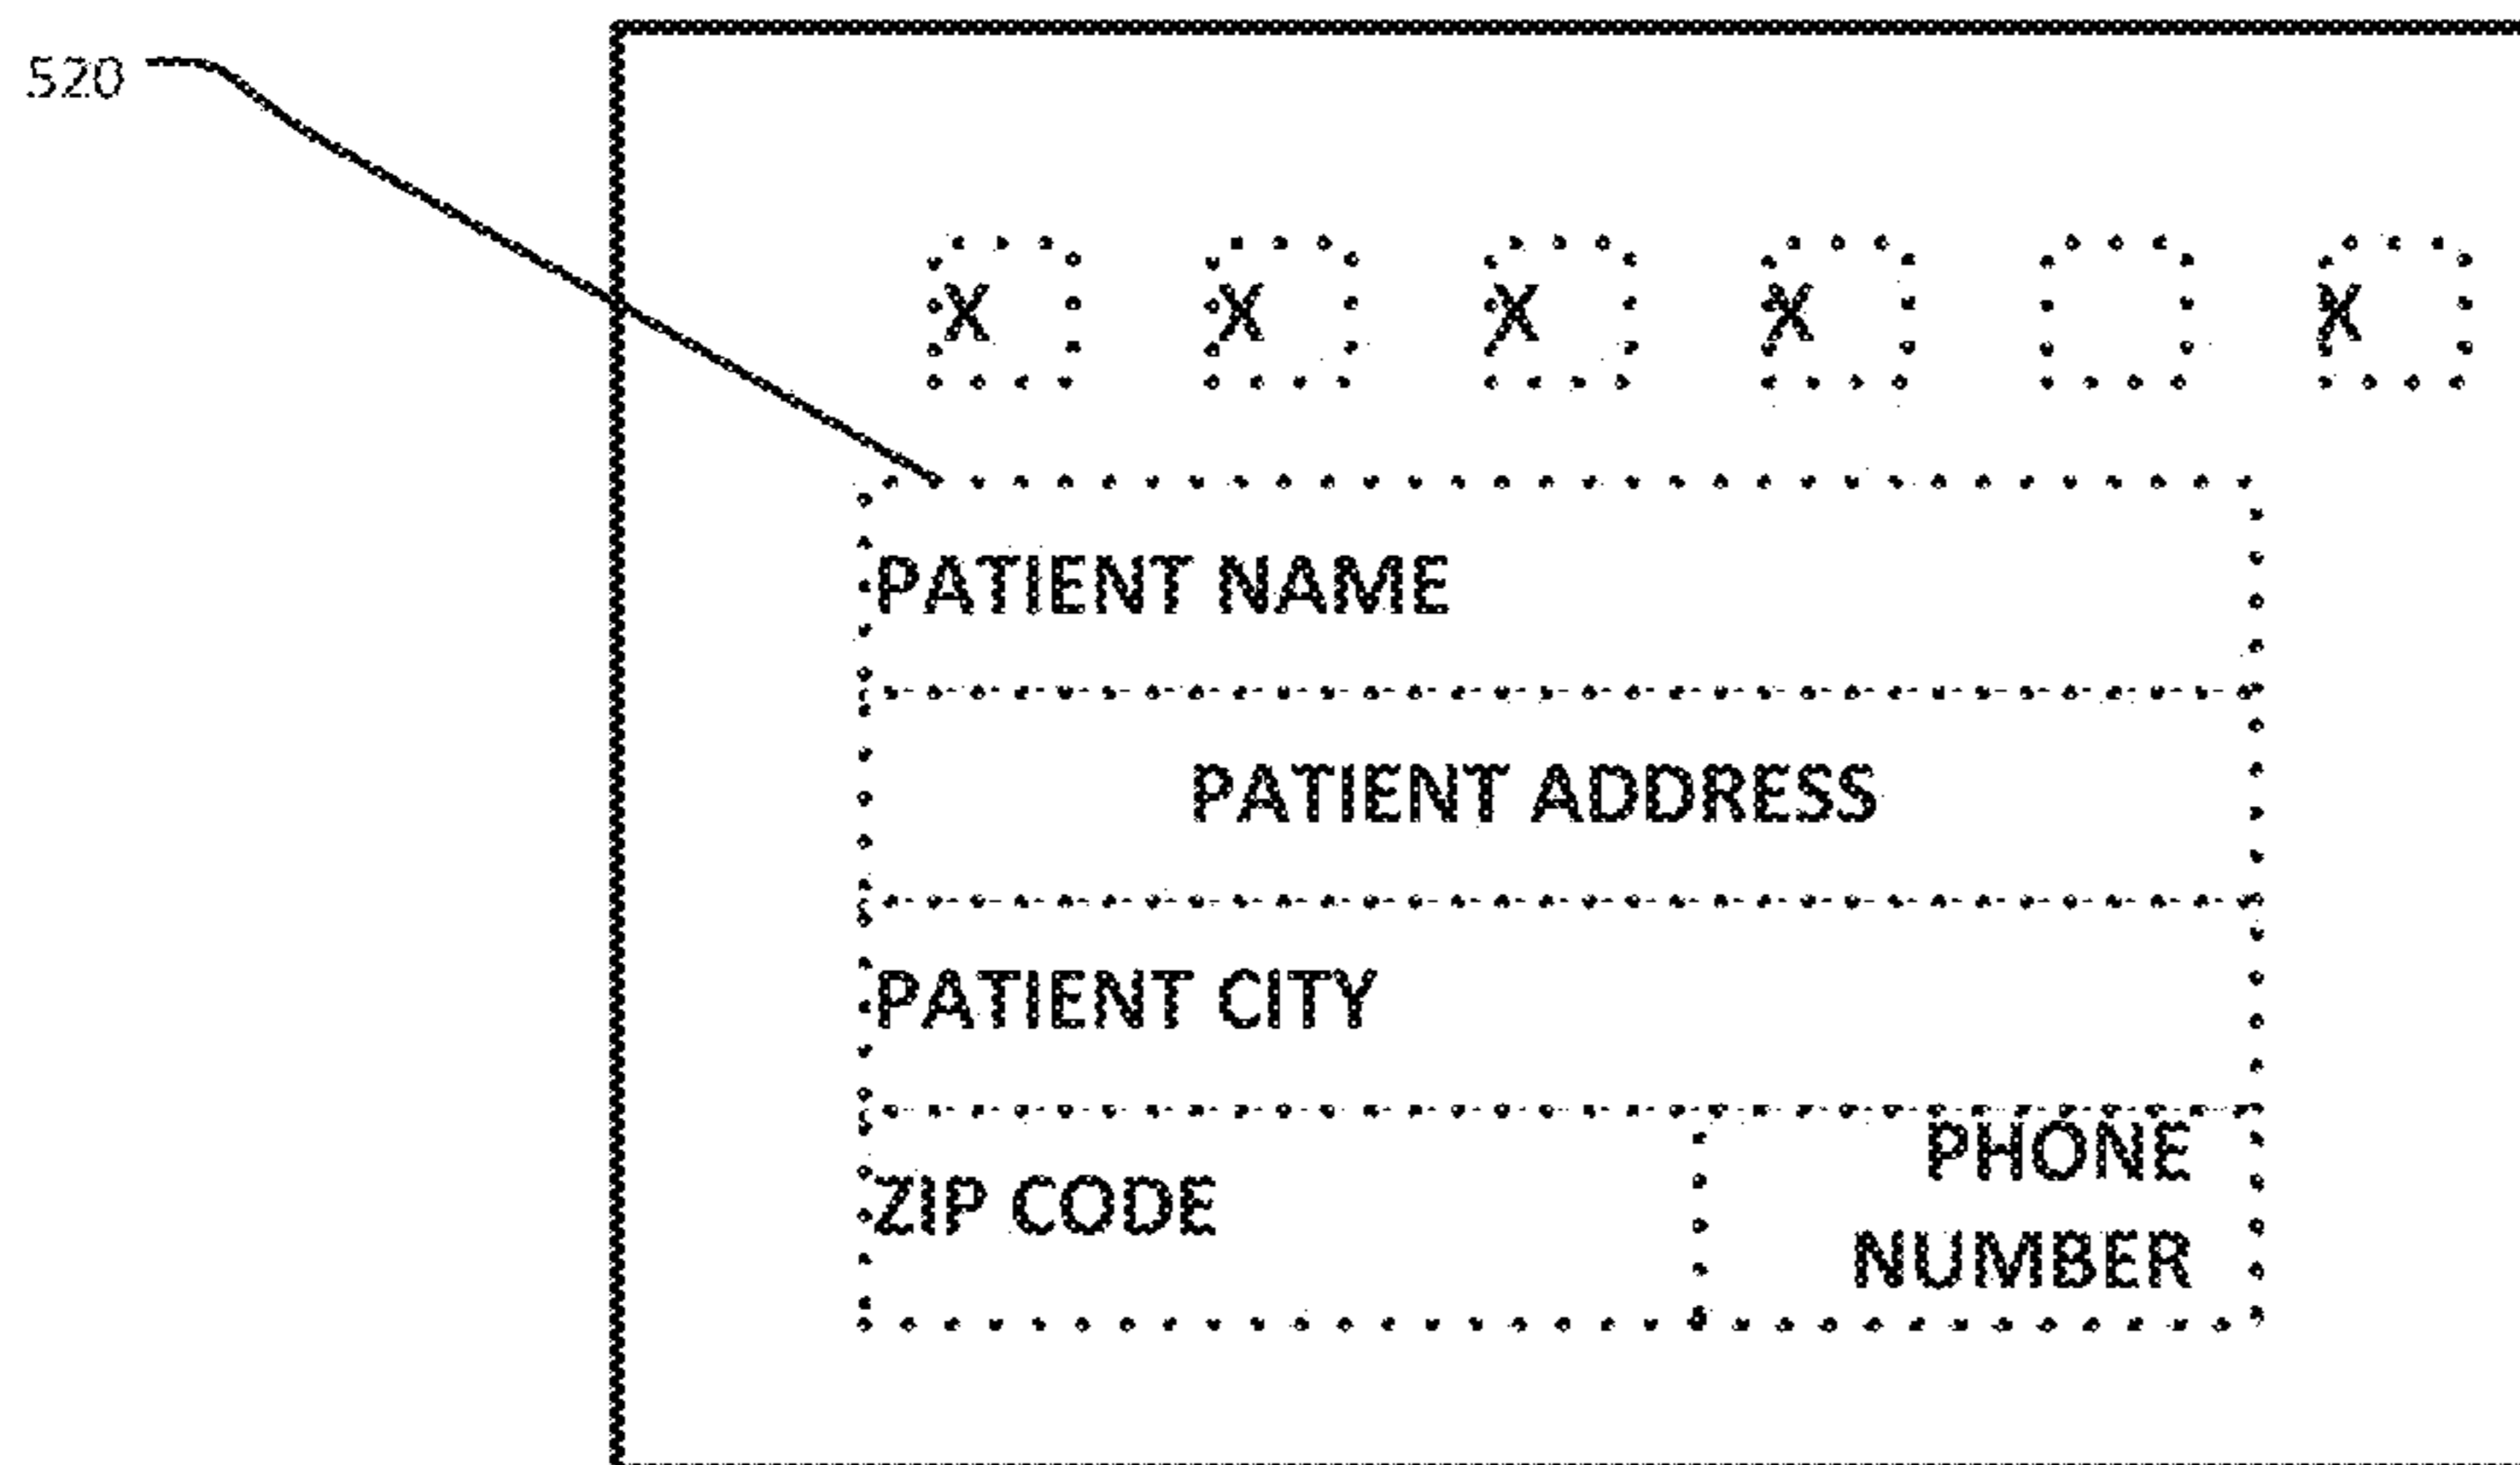 520
X X X X X
PATIENT NAME
PATIENT ADDRESS
PATIENT CITY
ZIP CODE
PHONE
NUMBER